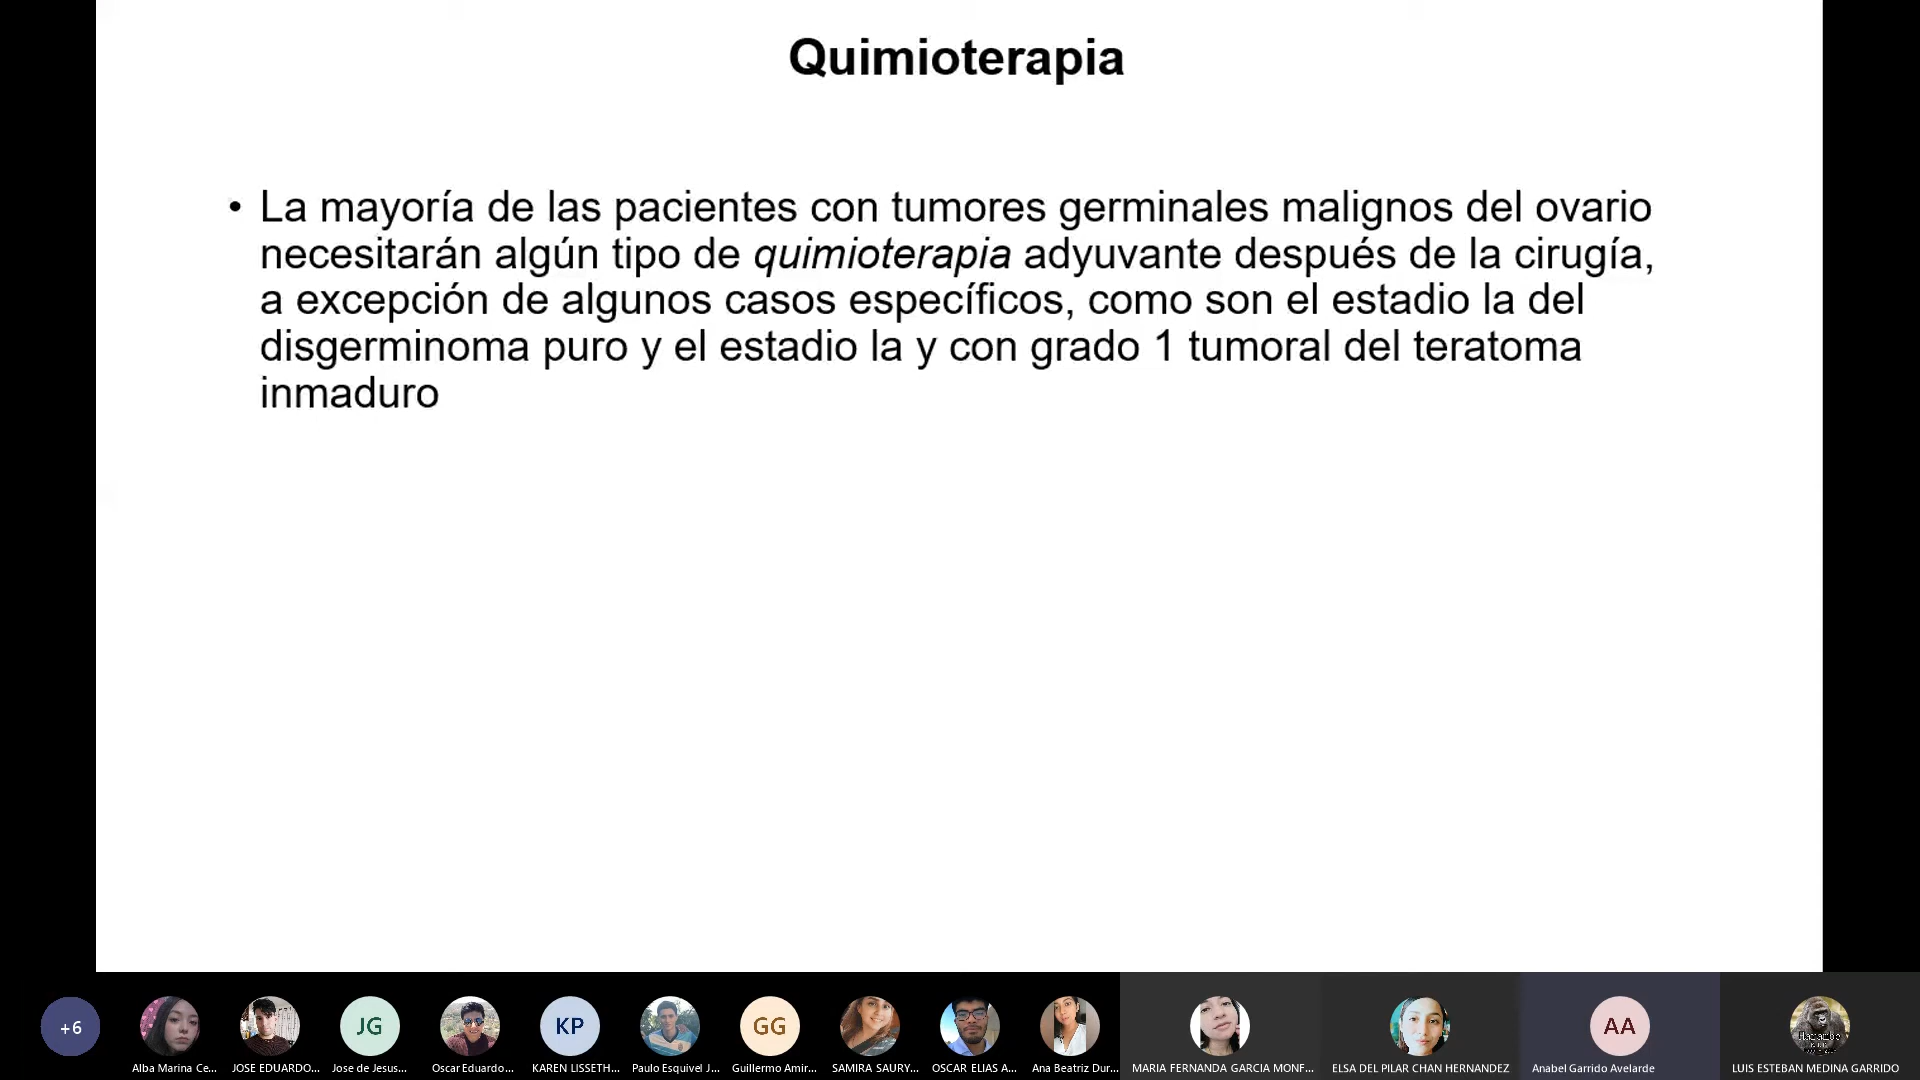 Quimioterapia
• La mayoría de las pacientes con tumores germinales malignos del ovario
necesitarán algún tipo de quimioterapia adyuvante después de la cirugía,
a excepción de algunos casos específicos, como son el estadio la del
disgerminoma puro y el estadio la y con grado 1 tumoral del teratoma
inmaduro
+6
JG
KP
GG
AA
Alba Marina Ce...
JOSE EDUARDO...
Jose de Jesus...
Oscar Eduardo...
KAREN LISSETH...
Paulo Esquivel J...
Guillermo Amir...
SAMIRA SAURY...
OSCAR ELIAS A...
Ana Beatriz Dur...
MARIA FERNANDA GARCIA MONF...
ELSA DEL PILAR CHAN HERNANDEZ
Anabel Garrido Avelarde
LUIS ESTEBAN MEDINA GARRIDO